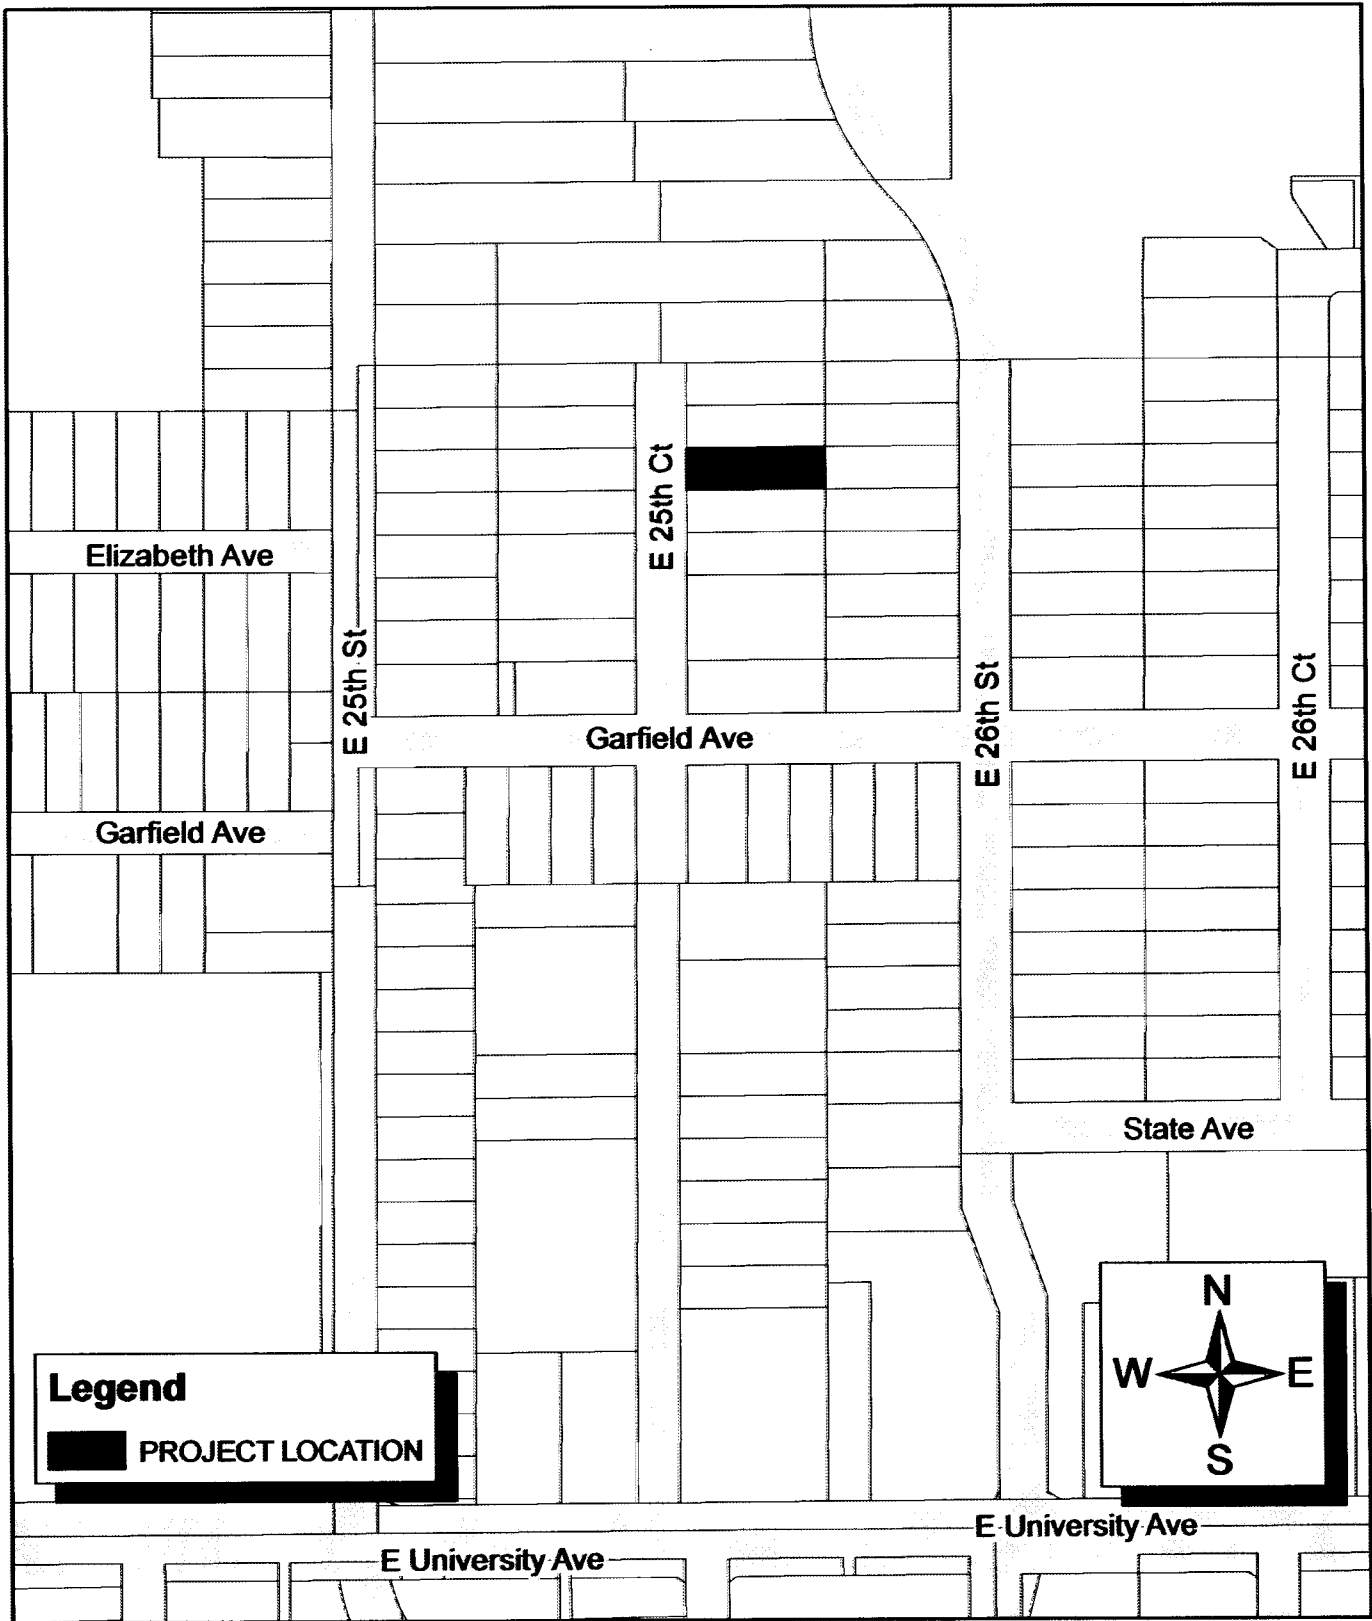 E 25th Ct
Elizabeth Ave
E 25th St
E 26th St
E 26th Ct
Garfield Ave
Garfield Ave
State Ave
N
W E
S
Legend
PROJECT LOCATION
E University Ave
E University Ave